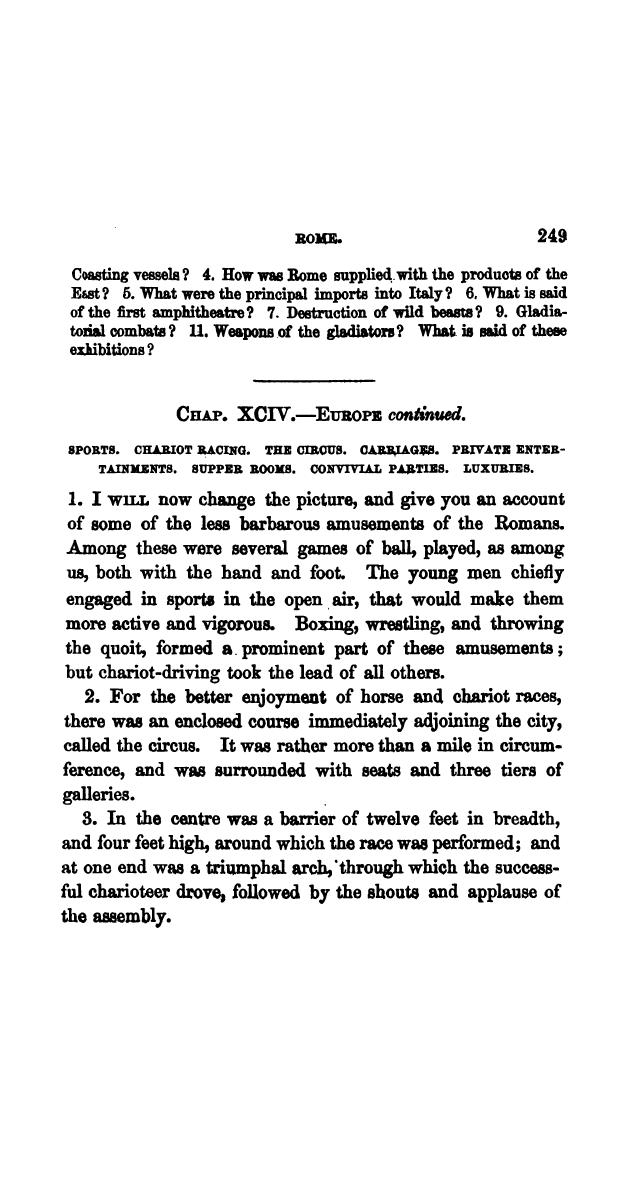 ROME. 249
Coasting vessels? 4. How was Rome supplied with the products of the
East? 5. What were the principal imports into Italy? 6. What is said
of the first amphitheatre? 7. Destruction of wild beasts? 9. Gladia-
torial combats? 11. Weapons of the gladiators? What is said of these
exhibitions?
CHAP. XCIV.—EUROPE continued.
SPORTS. CHARIOT RACING. THE CIRCUS. CARRIAGES. PRIVATE ENTER-
TAINMENTS. SUPPER ROOMS. CONVIVIAL PARTIES. LUXURIES.
1. I WILL now change the picture, and give you an account
of some of the less barbarous amusements of the Romans.
Among these were several games of ball, played, as among
us, both with the hand and foot. The young men chiefly
engaged in sports in the open air, that would make them
more active and vigorous. Boxing, wrestling, and throwing
the quoit, formed a prominent part of these amusements;
but chariot-driving took the lead of all others.
2. For the better enjoyment of horse and chariot races,
there was an enclosed course immediately adjoining the city,
called the circus. It was rather more than a mile in circum-
ference, and was surrounded with seats and three tiers of
galleries.
3. In the centre was a barrier of twelve feet in breadth,
and four feet high, around which the race was performed; and
at one end was a triumphal arch, through which the success-
ful charioteer drove, followed by the shouts and applause of
the assembly.